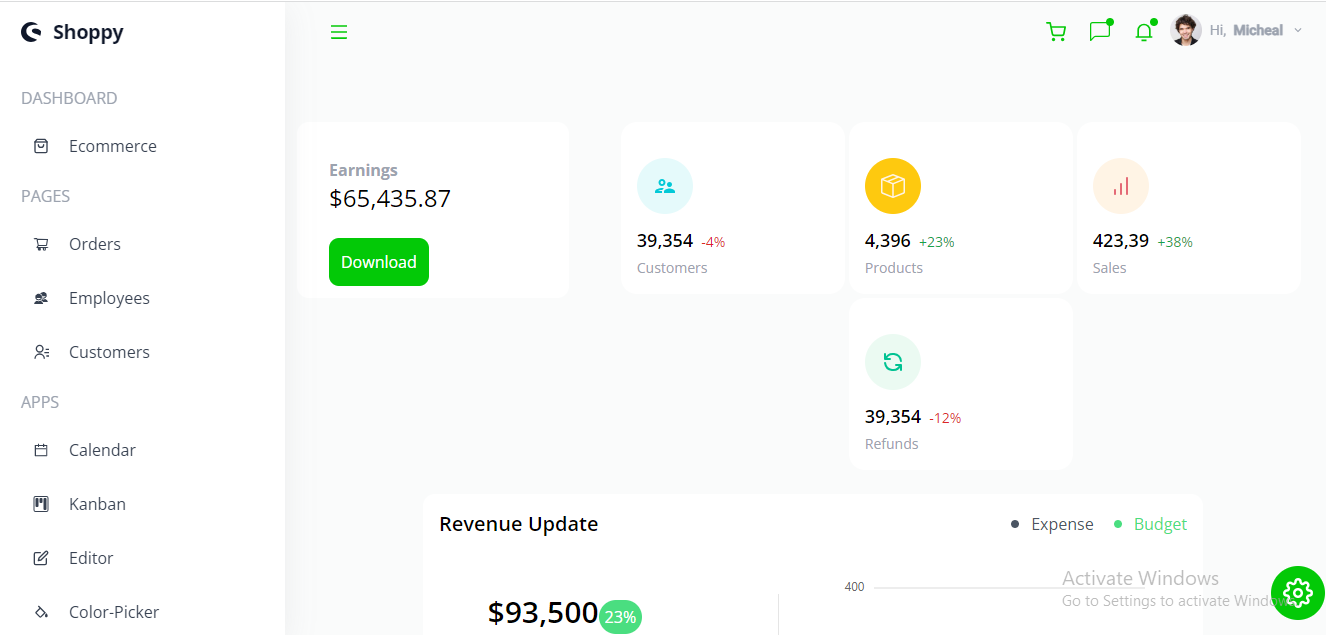 Shoppy
Hi, Micheal
DASHBOARD
Ecommerce
PAGES
Orders
Employees
Customers
APPS
Calendar
Kanban
Editor
Color-Picker
Earnings
$65,435.87
Download
39,354 -4%
Customers
4,396 +23%
Products
423,39 +38%
Sales
39,354 -12%
Refunds
Revenue Update
Expense
Budget
$93,500 23%
400
Activate Windows
Go to Settings to activate Windows